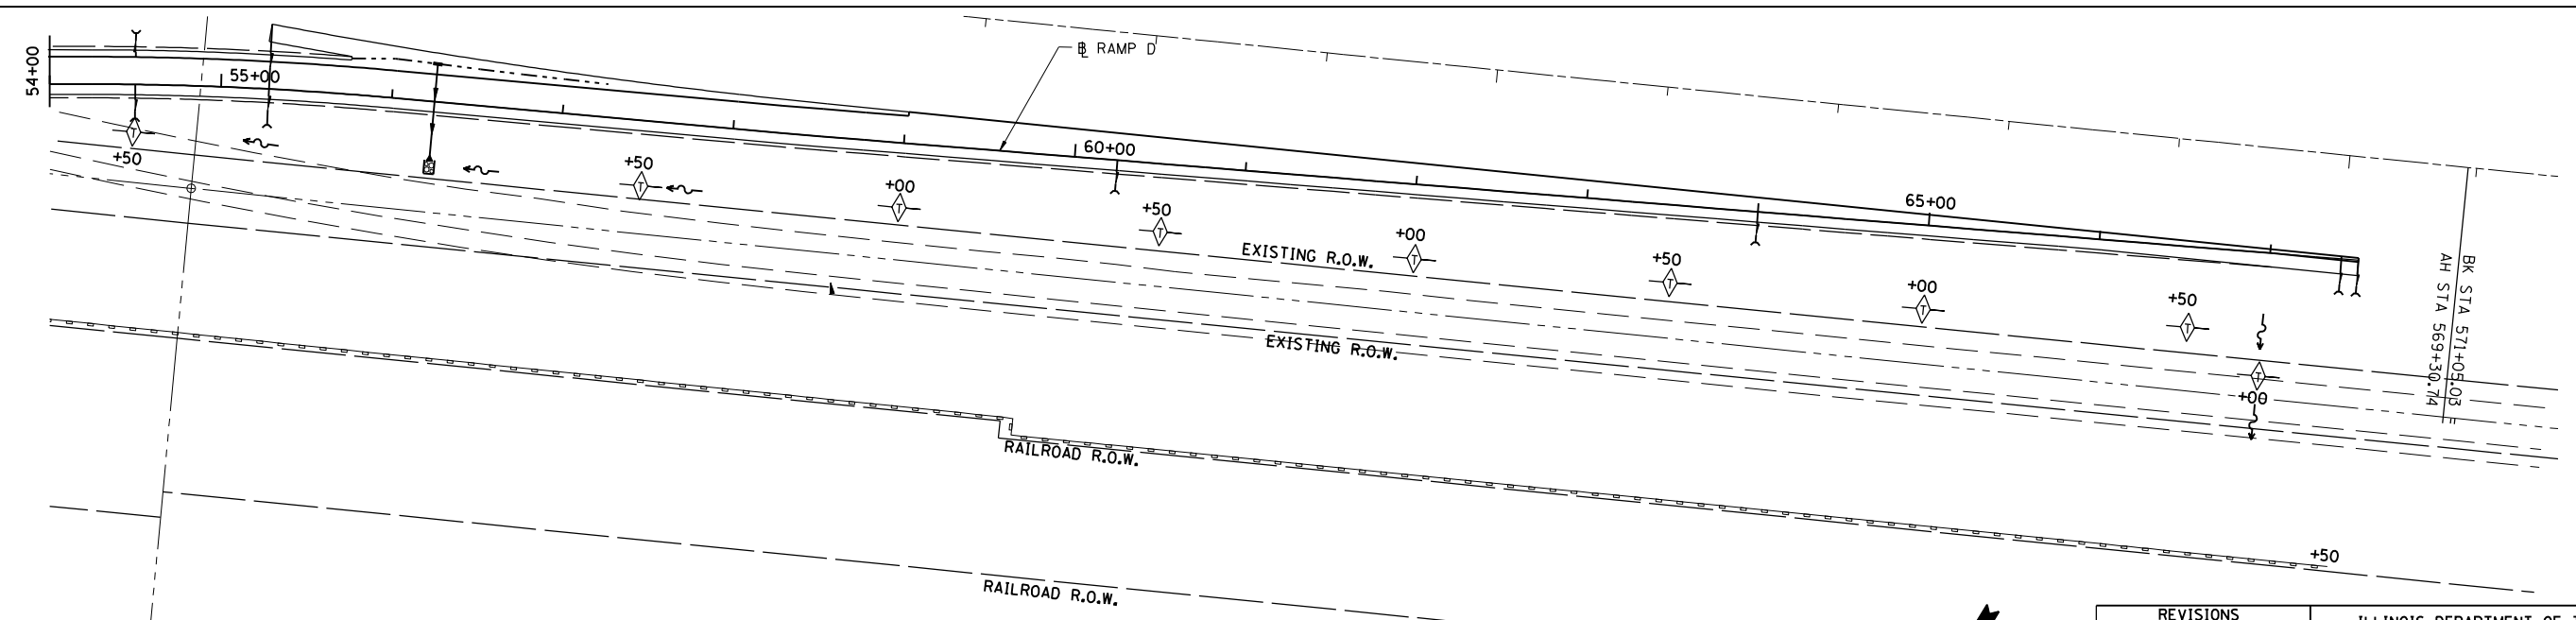 54+00
55+00
℄ RAMP D
+50
+50
+00
60+00
+50
EXISTING R.O.W.
+00
+50
65+00
+00
+50
BK STA 571+05.03 =
AH STA 569+30.74
+00
EXISTING R.O.W.
RAILROAD R.O.W.
+50
RAILROAD R.O.W.
REVISIONS
T
T
T
T
T
T
T
T
T